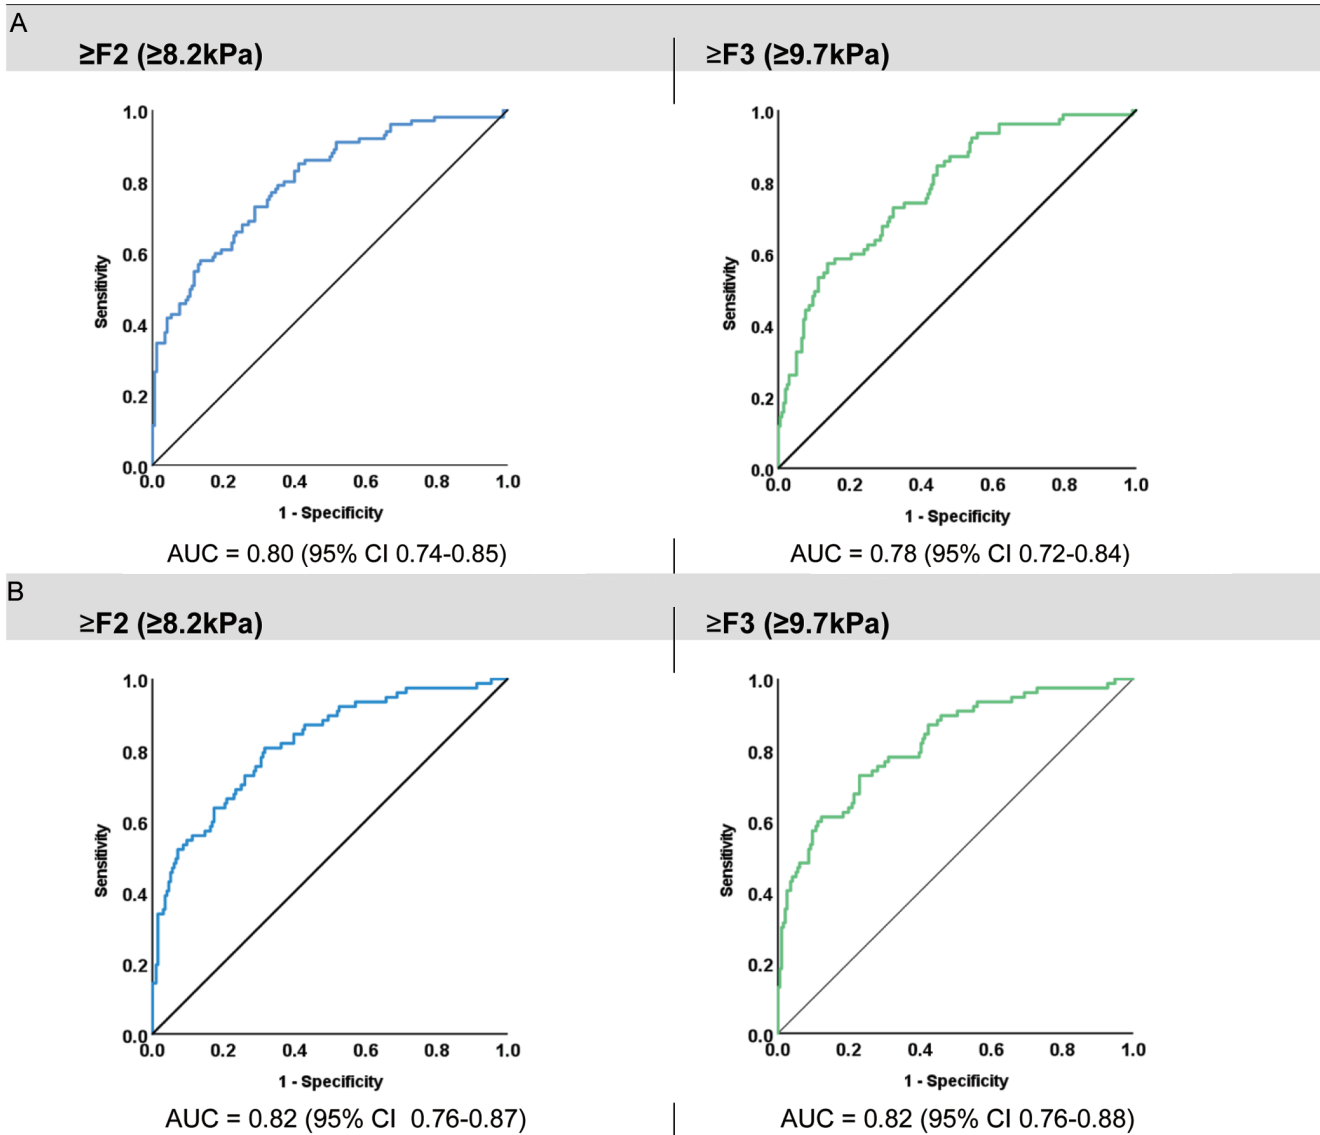 A
≥F2 (≥8.2kPa)
≥F3 (≥9.7kPa)
1.0
0.8
0.6
0.4
0.2
0.0
Sensitivity
0.0 0.2 0.4 0.6 0.8 1.0
1 - Specificity
AUC = 0.80 (95% CI 0.74-0.85)
1.0
0.8
0.6
0.4
0.2
0.0
Sensitivity
0.0 0.2 0.4 0.6 0.8 1.0
1 - Specificity
AUC = 0.78 (95% CI 0.72-0.84)
B
≥F2 (≥8.2kPa)
≥F3 (≥9.7kPa)
1.0
0.8
0.6
0.4
0.2
0.0
Sensitivity
0.0 0.2 0.4 0.6 0.8 1.0
1 - Specificity
AUC = 0.82 (95% CI 0.76-0.87)
1.0
0.8
0.6
0.4
0.2
0.0
Sensitivity
0.0 0.2 0.4 0.6 0.8 1.0
1 - Specificity
AUC = 0.82 (95% CI 0.76-0.88)